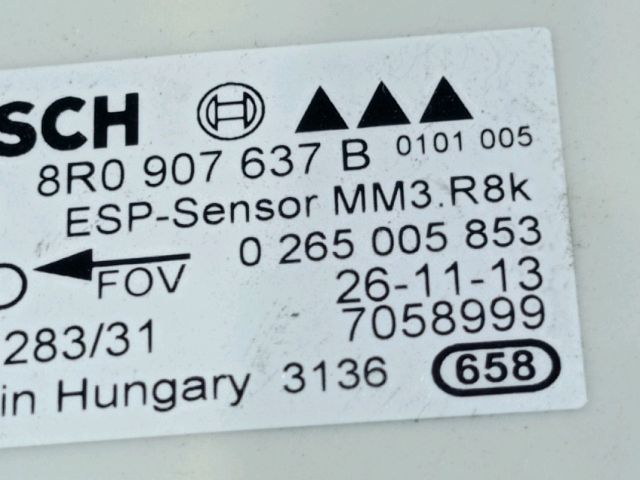 SCH
8R0 907 637 B 0101 005
ESP-Sensor MM3.R8k
0 265 005 853
FOV 26-11-13
283/31 7058999
in Hungary 3136 658